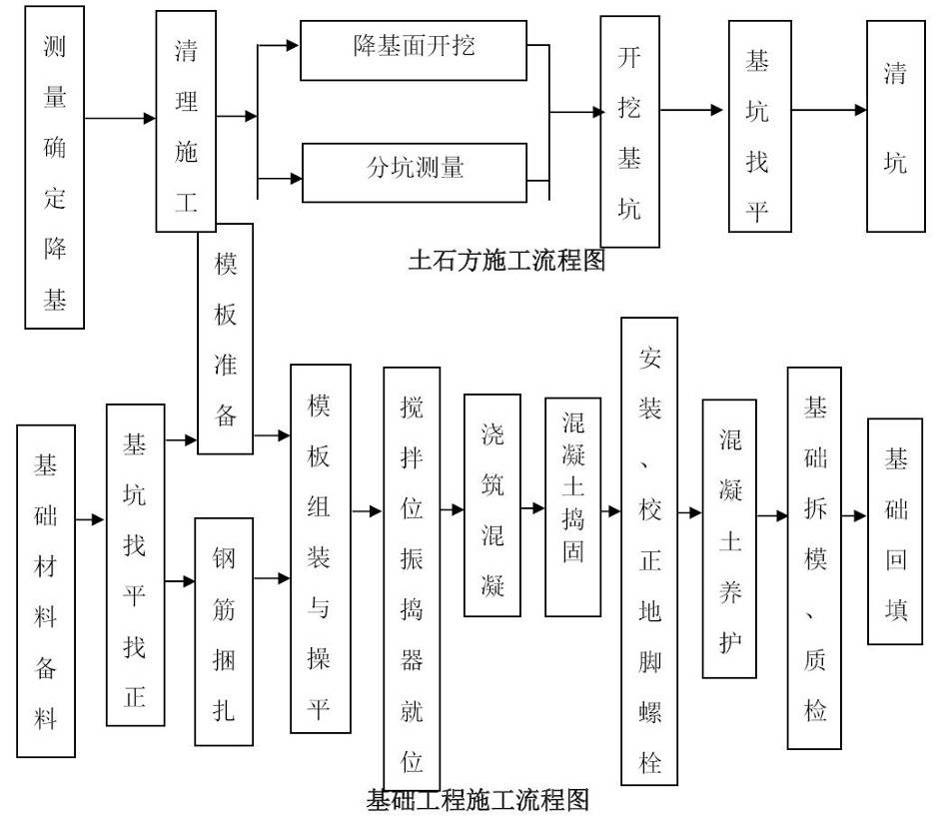 测量确定降基
清理施工
降基面开挖
分坑测量
开挖基坑
基坑找平
清坑
土石方施工流程图
基础材料备料
基坑找平找正
模板准备
钢筋捆扎
模板组装与操平
搅拌位振捣器就位
浇筑混凝
混凝土捣固
安装、校正地脚螺栓
混凝土养护
基础拆模、质检
基础回填
基础工程施工流程图